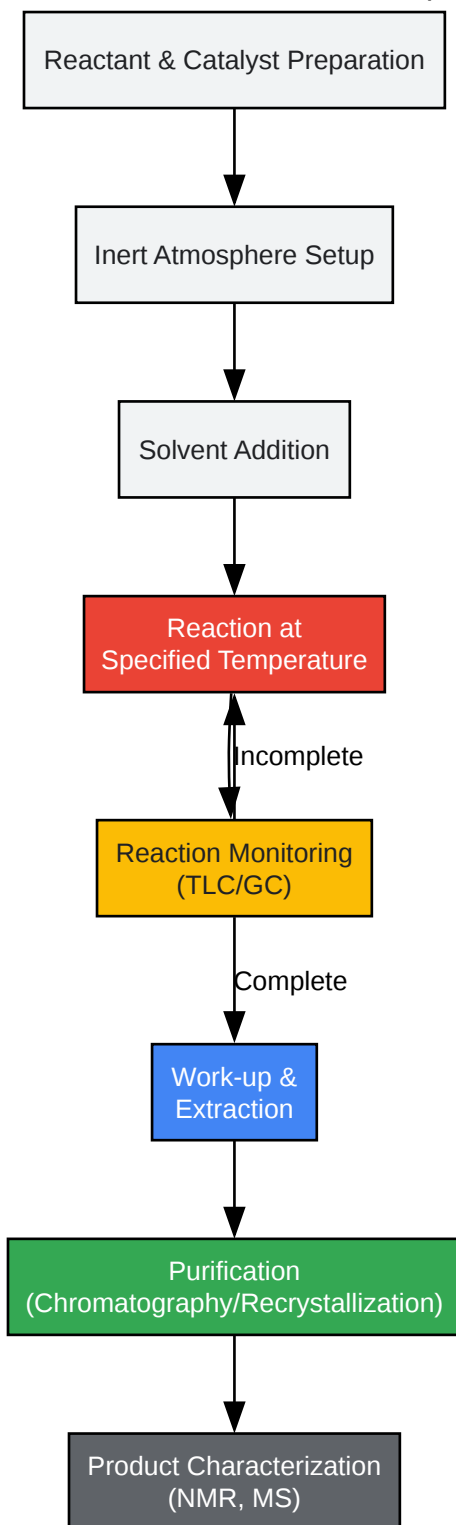 Reactant & Catalyst Preparation
Inert Atmosphere Setup
Solvent Addition
Reaction at
Specified Temperature
Incomplete
Reaction Monitoring
(TLC/GC)
Complete
Work-up &
Extraction
Purification
(Chromatography/Recrystallization)
Product Characterization
(NMR, MS)